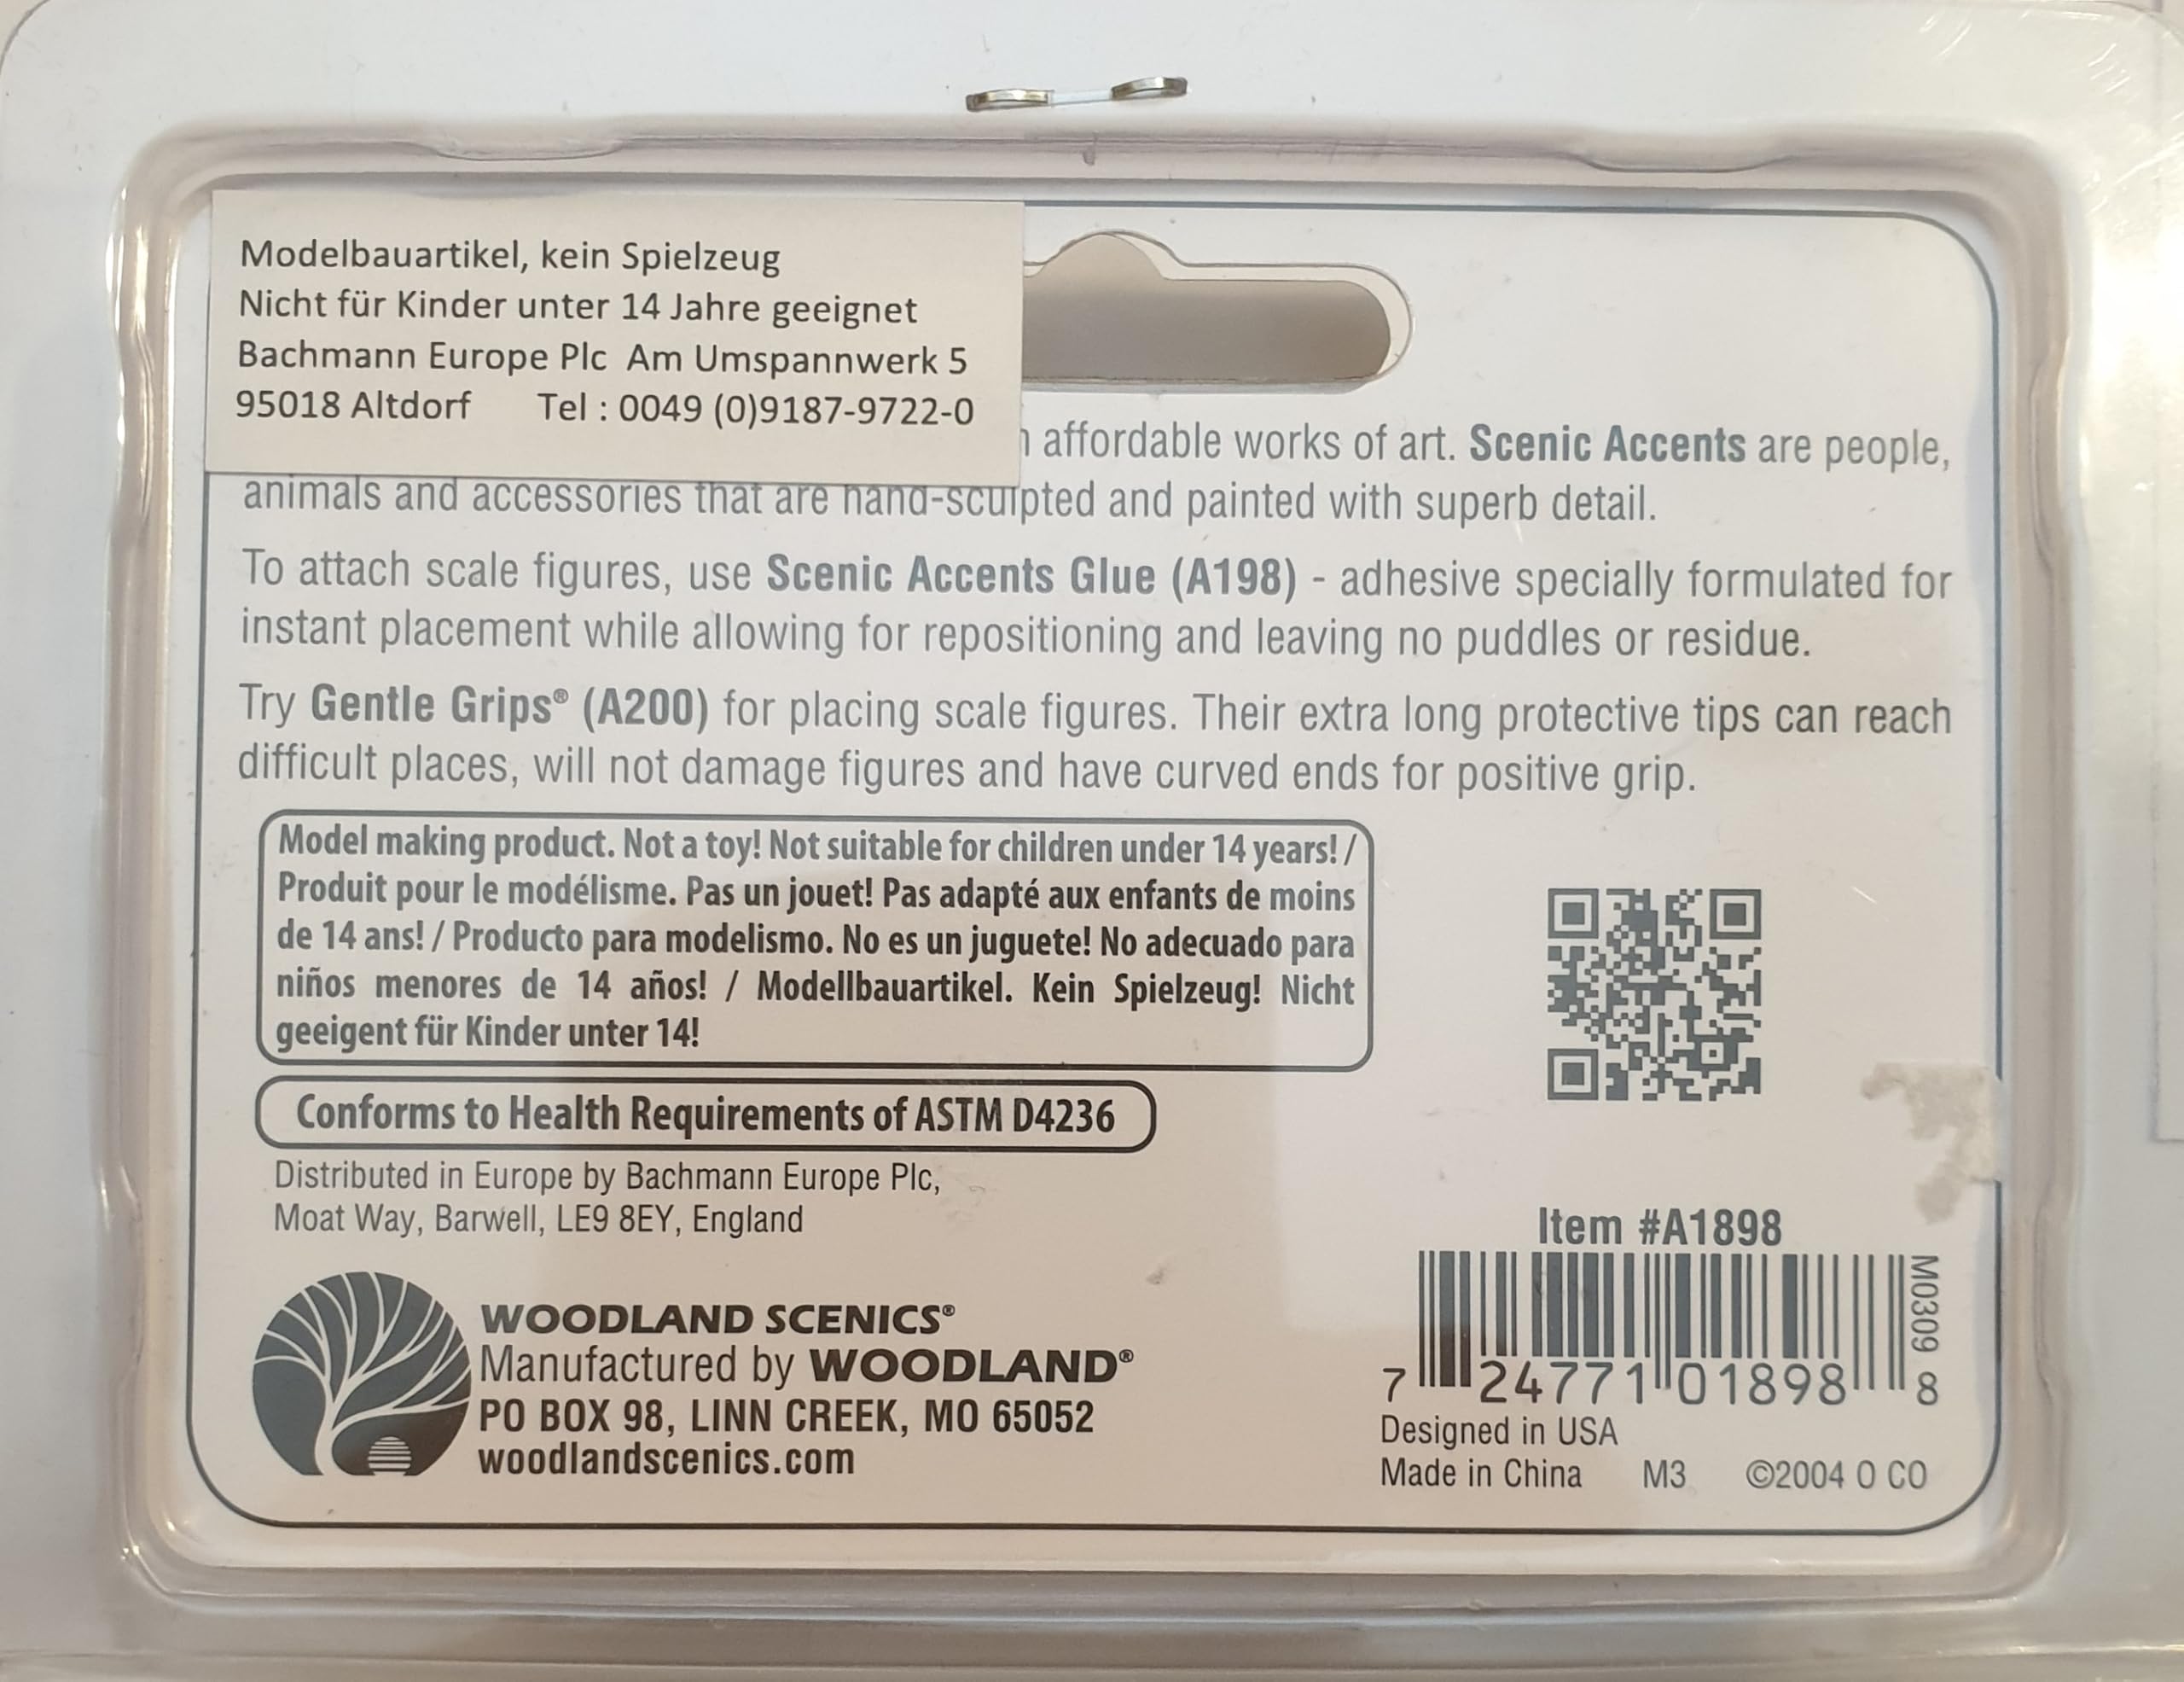 Modelbauartikel, kein Spielzeug
Nicht für Kinder unter 14 Jahre geeignet
Bachmann Europe Plc Am Umspannwerk 5
95018 Altdorf Tel : 0049 (0)9187-9722-0
affordable works of art. Scenic Accents are people,
animals and accessories that are hand-sculpted and painted with superb detail.
To attach scale figures, use Scenic Accents Glue (A198) - adhesive specially formulated for
instant placement while allowing for repositioning and leaving no puddles or residue.
Try Gentle Grips® (A200) for placing scale figures. Their extra long protective tips can reach
difficult places, will not damage figures and have curved ends for positive grip.
Model making product. Not a toy! Not suitable for children under 14 years! /
Produit pour le modélisme. Pas un jouet! Pas adapté aux enfants de moins
de 14 ans! / Producto para modelismo. No es un juguete! No adecuado para
niños menores de 14 años! / Modellbauartikel. Kein Spielzeug! Nicht
geeigent für Kinder unter 14!
Conforms to Health Requirements of ASTM D4236
Distributed in Europe by Bachmann Europe Plc,
Moat Way, Barwell, LE9 8EY, England
WOODLAND SCENICS®
Manufactured by WOODLAND®
PO BOX 98, LINN CREEK, MO 65052
woodlandscenics.com
Item #A1898
M0309
7 24771 01898 8
Designed in USA
Made in China M3 ©2004 O CO